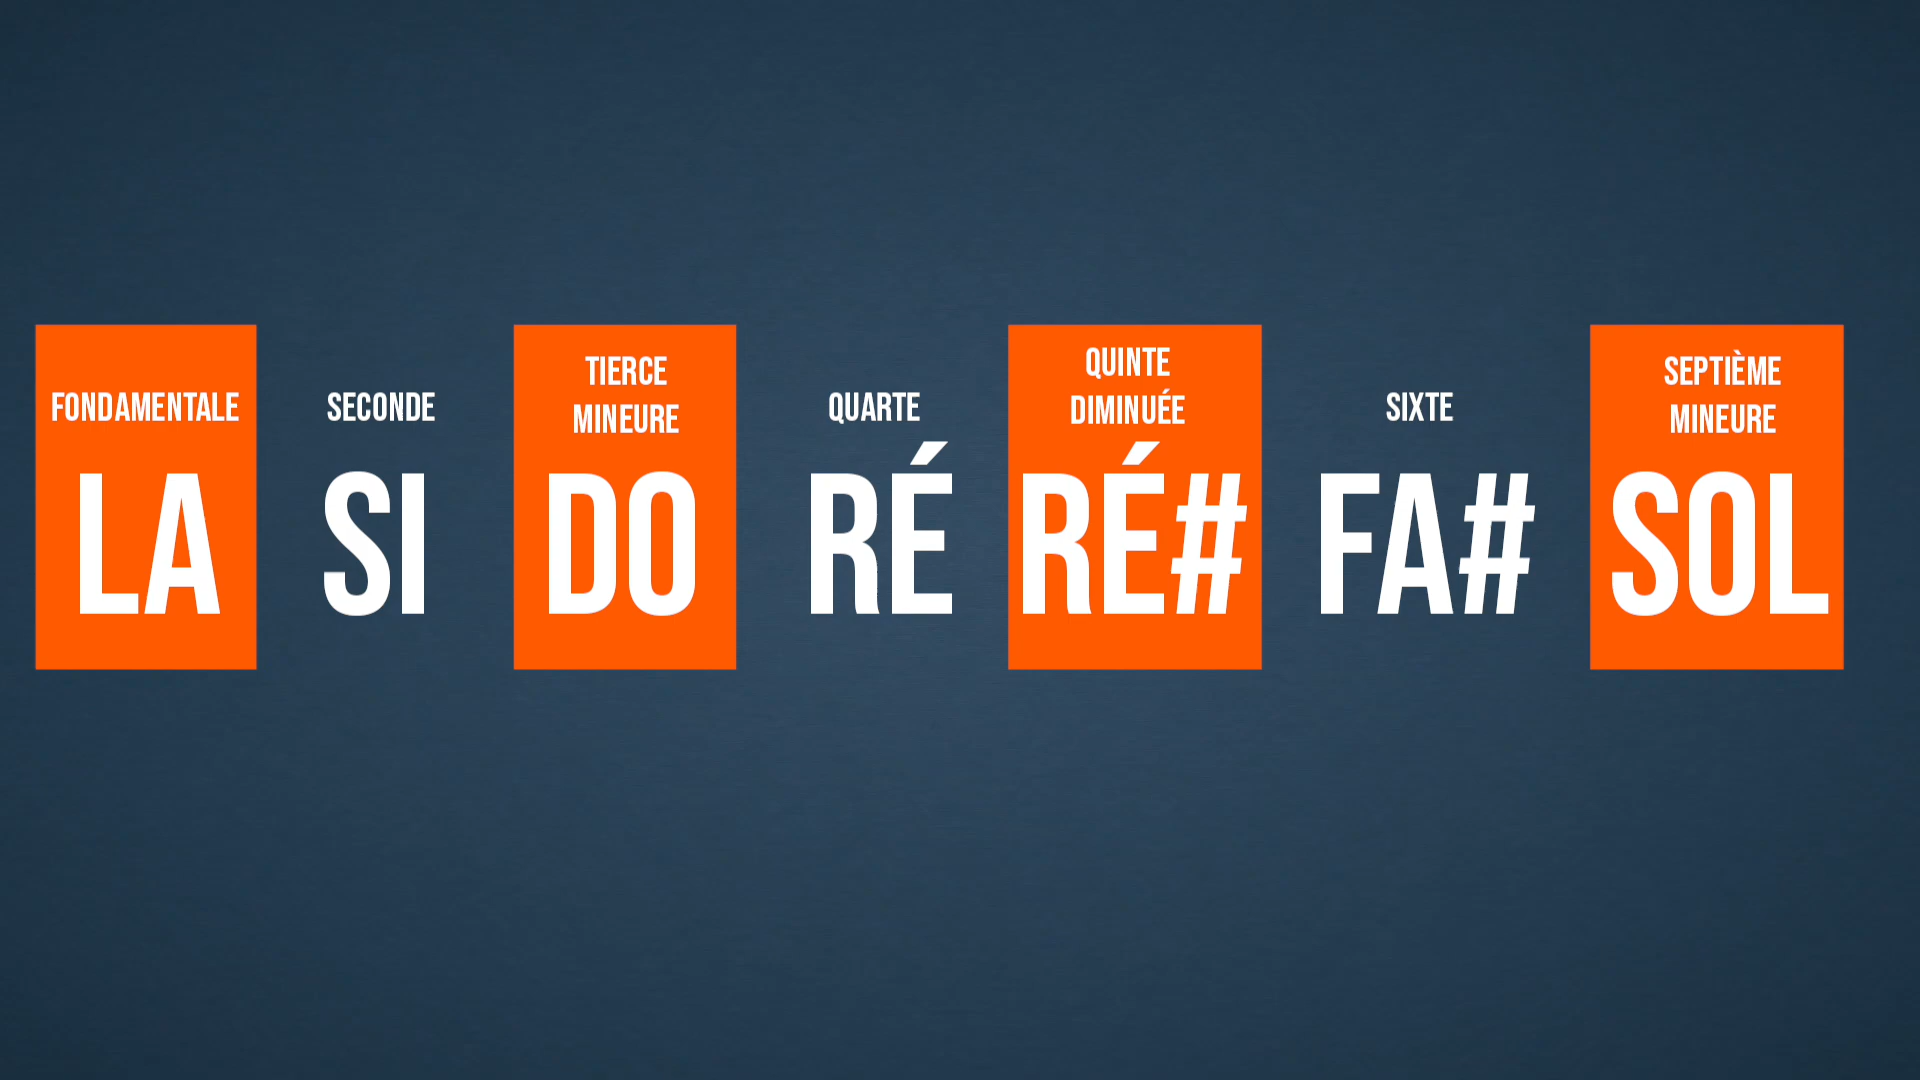 FONDAMENTALE
LA
SECONDE
SI
TIERCE
MINEURE
DO
QUARTE
RÉ
QUINTE
DIMINUÉE
RÉ#
SIXTE
FA#
SEPTIÈME
MINEURE
SOL